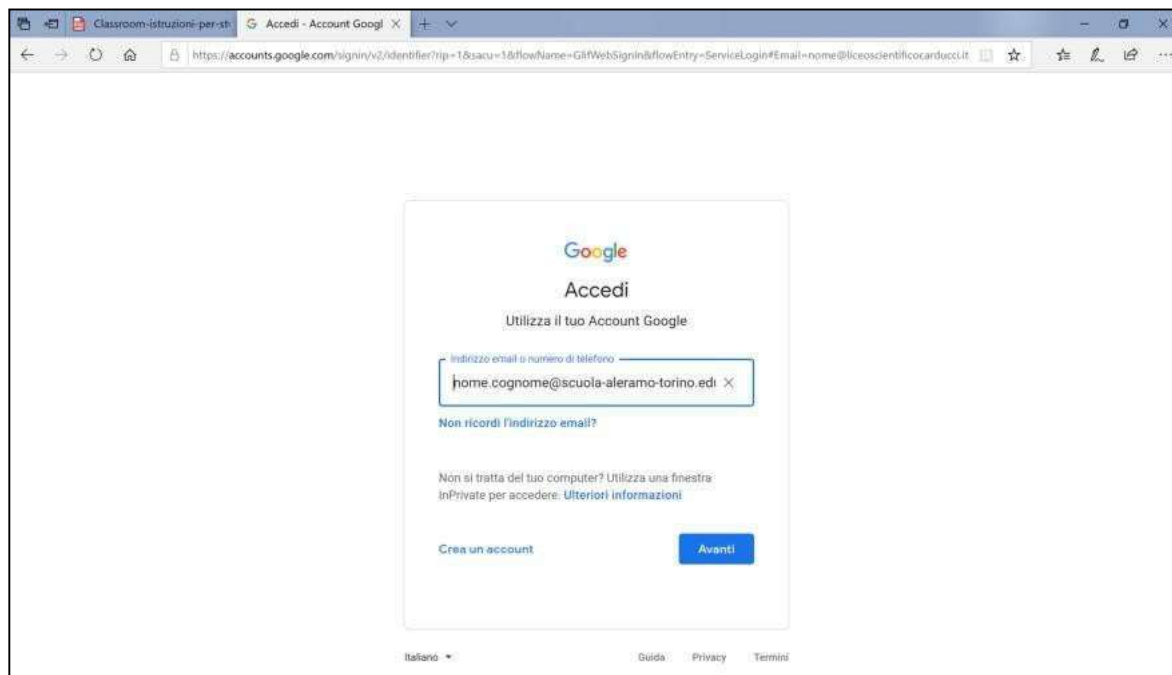 Classroom-istruzioni-per-st
Accedi - Account Googl
https://accounts.google.com/signin/v2/identifier?rip=1&sacu=1&flowName=GlifWebSignin&flowEntry=ServiceLogin#Email=nome@liceoscientificocarducci.it
Google
Accedi
Utilizza il tuo Account Google
Indirizzo email o numero di telefono
nome.cognome@scuola-aleramo-torino.edu
Non ricordi l'indirizzo email?
Non si tratta del tuo computer? Utilizza una finestra
InPrivate per accedere. Ulteriori informazioni
Crea un account
Avanti
Italiano
Guida Privacy Termini